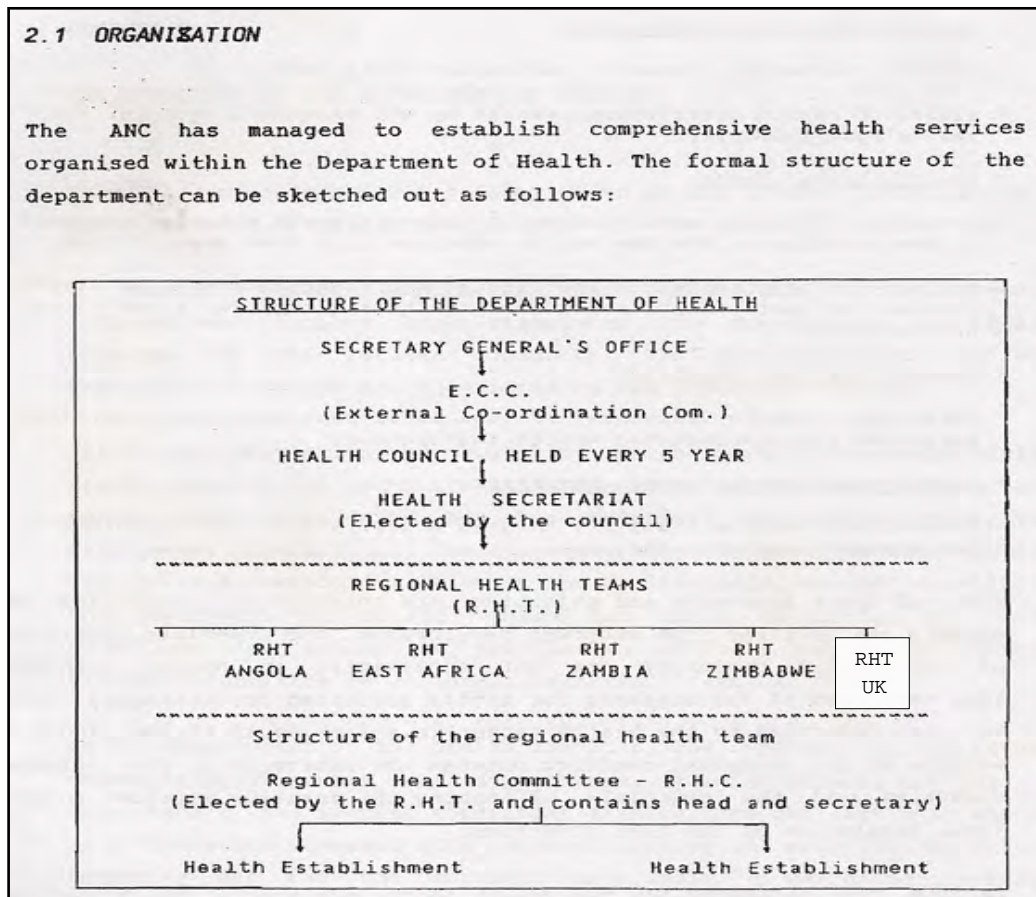 2.1 ORGANISATION
The ANC has managed to establish comprehensive health services
organised within the Department of Health. The formal structure of the
department can be sketched out as follows:
STRUCTURE OF THE DEPARTMENT OF HEALTH
SECRETARY GENERAL'S OFFICE
E.C.C.
(External Co-ordination Com.)
HEALTH COUNCIL, HELD EVERY 5 YEAR
HEALTH SECRETARIAT
(Elected by the council)
REGIONAL HEALTH TEAMS
(R.H.T.)
RHT RHT RHT RHT RHT
ANGOLA EAST AFRICA ZAMBIA ZIMBABWE UK
Structure of the regional health team
Regional Health Committee - R.H.C.
(Elected by the R.H.T. and contains head and secretary)
Health Establishment Health Establishment